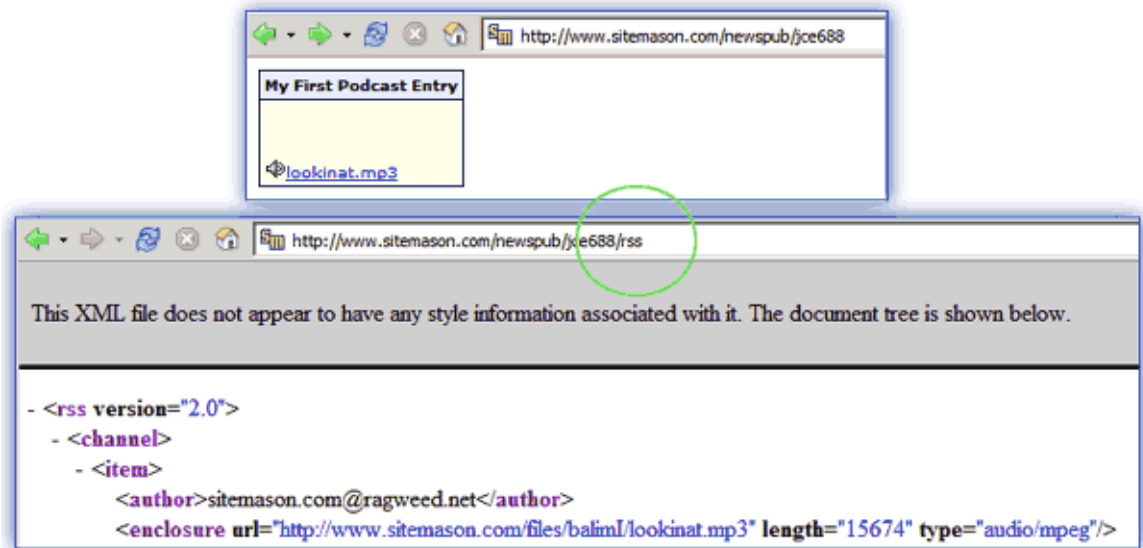 http://www.sitemason.com/newspub/jce688
My First Podcast Entry
lookinat.mp3
http://www.sitemason.com/newspub/jce688/rss
This XML file does not appear to have any style information associated with it. The document tree is shown below.
- <rss version="2.0">
- <channel>
- <item>
<author>sitemason.com@ragweed.net</author>
<enclosure url="http://www.sitemason.com/files/balimI/lookinat.mp3" length="15674" type="audio/mpeg"/>